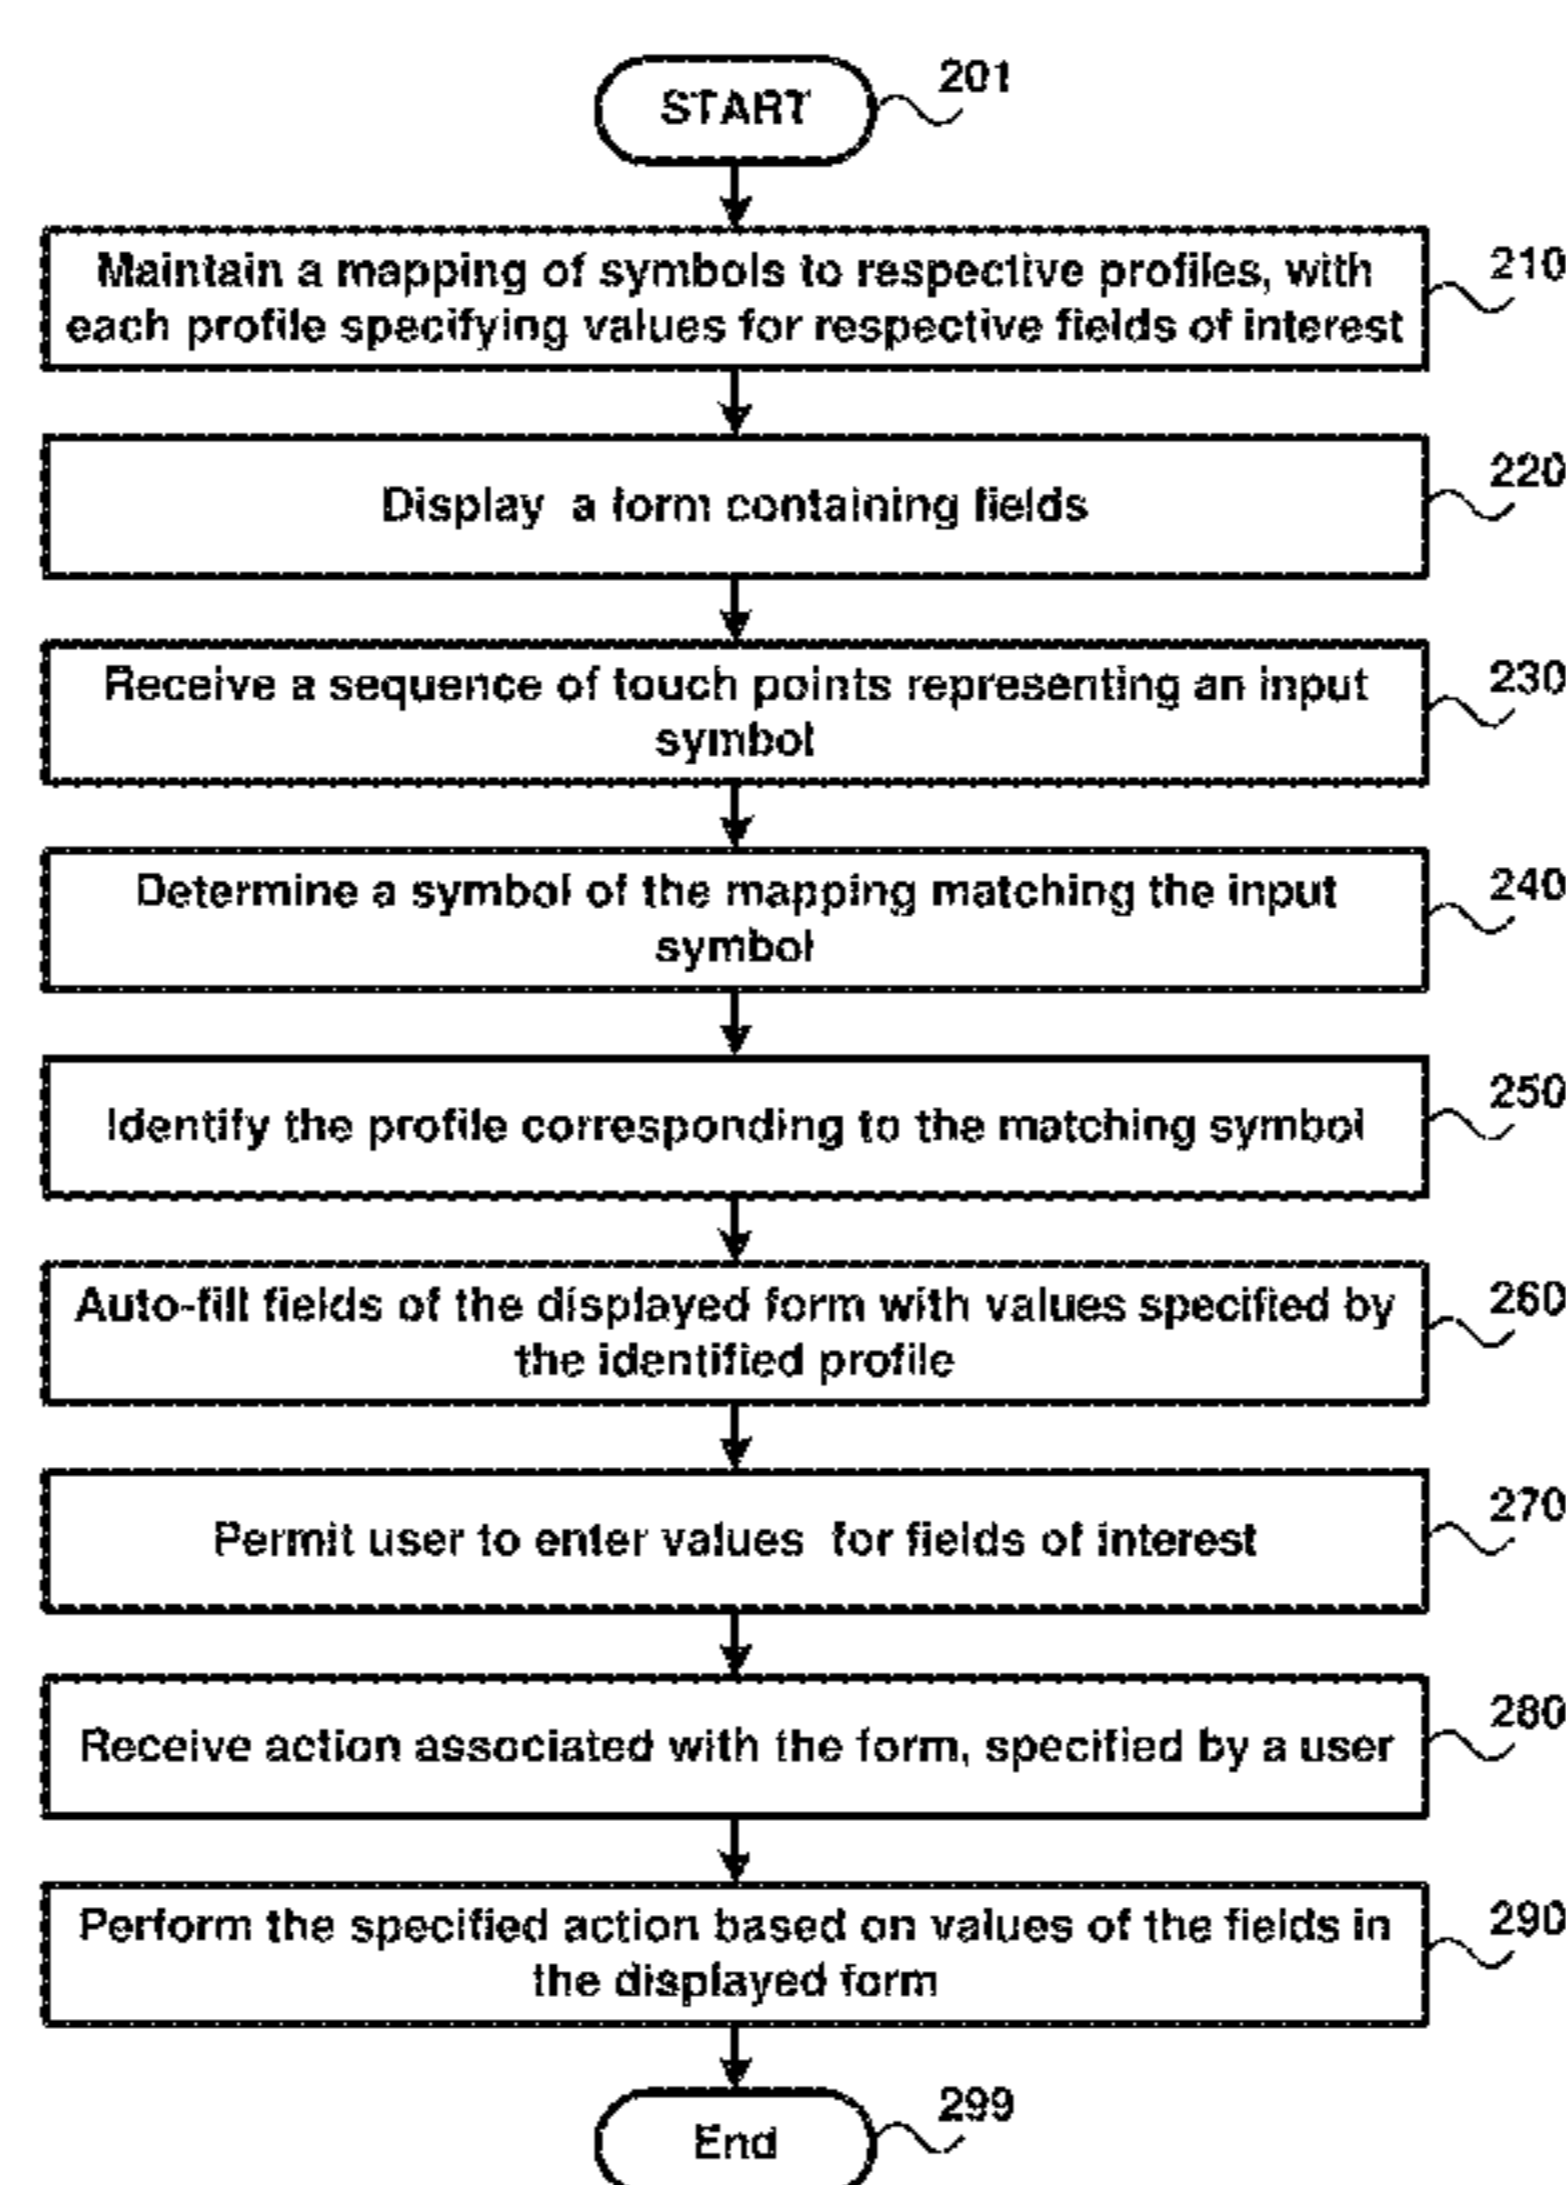 START
201
Maintain a mapping of symbols to respective profiles, with
each profile specifying values for respective fields of interest
210
Display a form containing fields
220
Receive a sequence of touch points representing an input
symbol
230
Determine a symbol of the mapping matching the input
symbol
240
Identify the profile corresponding to the matching symbol
250
Auto-fill fields of the displayed form with values specified by
the identified profile
260
Permit user to enter values for fields of interest
270
Receive action associated with the form, specified by a user
280
Perform the specified action based on values of the fields in
the displayed form
290
End
299